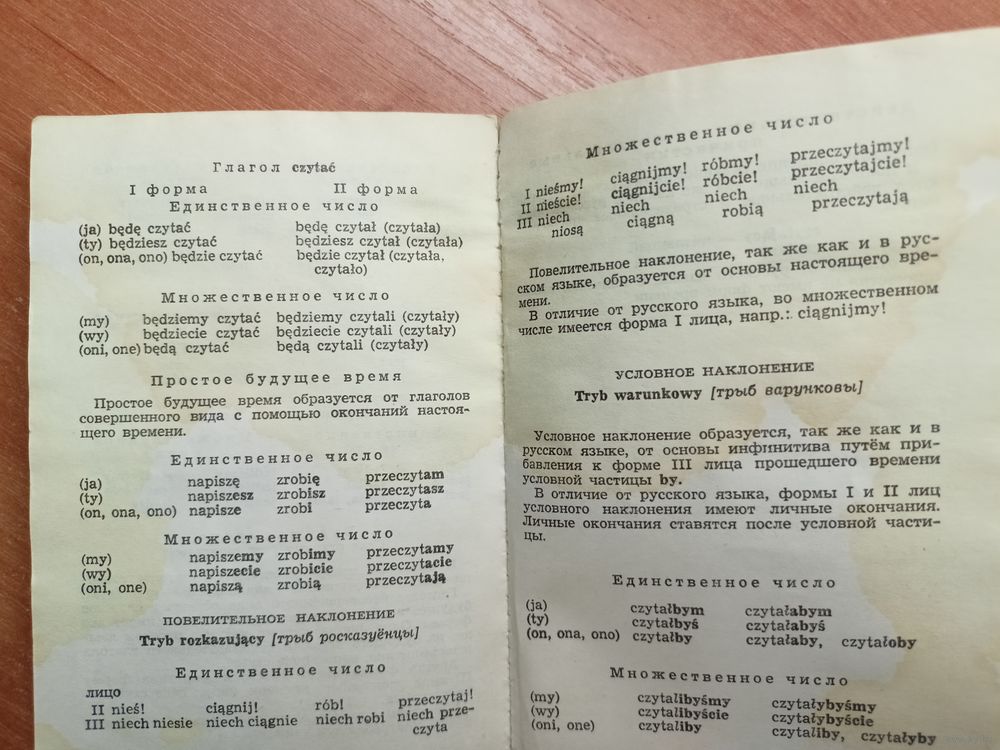 Глагол czytać
I форма II форма
Единственное число
(ja) będę czytać będę czytał (czytała)
(ty) będziesz czytać będziesz czytał (czytała)
(on, ona, ono) będzie czytać będzie czytał (czytała,
czytało)
Множественное число
(my) będziemy czytać będziemy czytali (czytały)
(wy) będziecie czytać będziecie czytali (czytały)
(oni, one) będą czytać będą czytali (czytały)
Простое будущее время
Простое будущее время образуется от глаголов
совершенного вида с помощью окончаний настоя-
щего времени.
Единственное число
(ja) napiszę zrobię przeczytam
(ty) napiszesz zrobisz przeczytasz
(on, ona, ono) napisze zrobi przeczyta
Множественное число
(my) napiszemy zrobimy przeczytamy
(wy) napiszecie zrobicie przeczytacie
(oni, one) napiszą zrobią przeczytają
ПОВЕЛИТЕЛЬНОЕ НАКЛОНЕНИЕ
Tryb rozkazujący [трыб росказуёнцы]
Единственное число
лицо
II nieś! ciągnij! rób! przeczytaj!
III niech niesie niech ciągnie niech robi niech prze-
czyta
Множественное число
I nieśmy! ciągnijmy! róbmy! przeczytajmy!
II nieście! ciągnijcie! róbcie! przeczytajcie!
III niech niech niech niech
niosą ciągną robią przeczytają
Повелительное наклонение, так же как и в рус-
ском языке, образуется от основы настоящего вре-
мени.
В отличие от русского языка, во множественном
числе имеется форма I лица, напр.: ciągnijmy!
УСЛОВНОЕ НАКЛОНЕНИЕ
Tryb warunkowy [трыб варунковы]
Условное наклонение образуется, так же как и в
русском языке, от основы инфинитива путём при-
бавления к форме III лица прошедшего времени
условной частицы by.
В отличие от русского языка, формы I и II лиц
условного наклонения имеют личные окончания.
Личные окончания ставятся после условной части-
цы.
Единственное число
(ja) czytałbym czytałabym
(ty) czytałbyś czytałabyś
(on, ona, ono) czytałby czytałaby, czytałoby
Множественное число
(my) czytalibyśmy czytałybyśmy
(wy) czytalibyście czytałybyście
(oni, one) czytaliby czytaliby, czytałyby